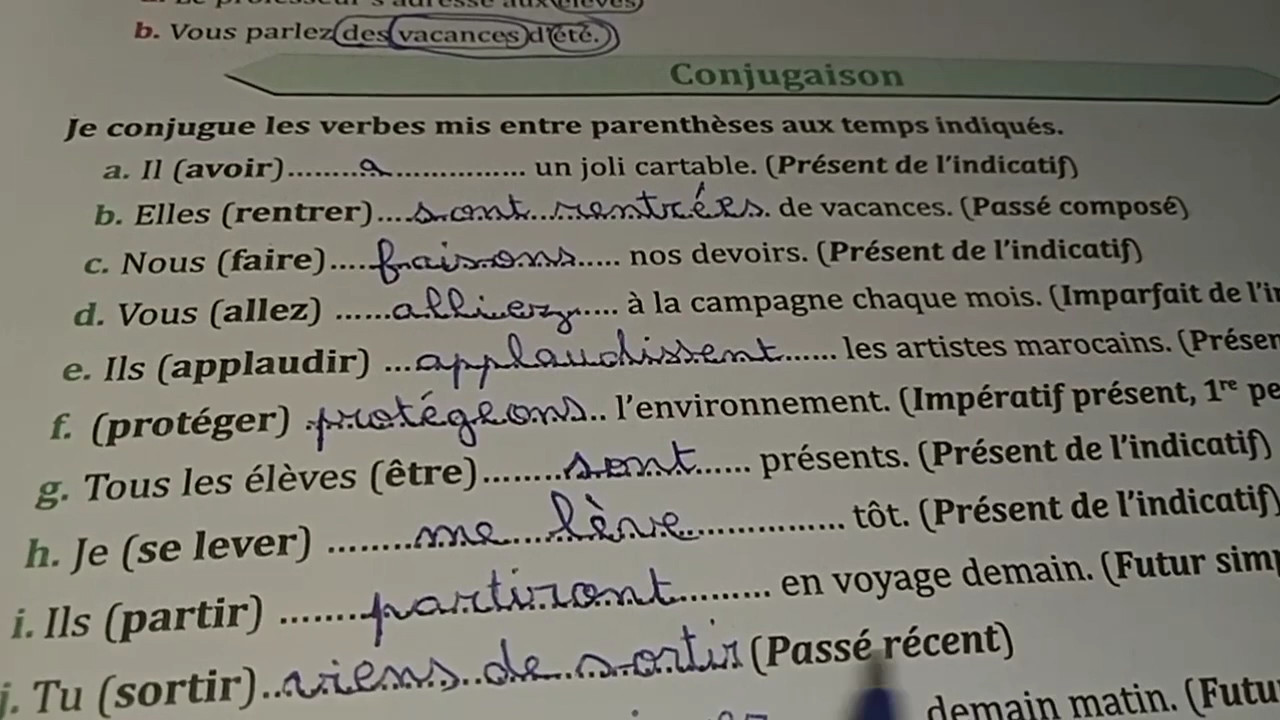 b. Vous parlez des vacances d'été.
Conjugaison
Je conjugue les verbes mis entre parenthèses aux temps indiqués.
a. Il (avoir)........a................ un joli cartable. (Présent de l'indicatif)
b. Elles (rentrer)....sont...rentrées. de vacances. (Passé composé)
c. Nous (faire).....faisons...... nos devoirs. (Présent de l'indicatif)
d. Vous (allez) ......alliez..... à la campagne chaque mois. (Imparfait de l'in
e. Ils (applaudir) ...applaudissent...... les artistes marocains. (Présen
f. (protéger) .protégeons.. l'environnement. (Impératif présent, 1re pe
g. Tous les élèves (être)........sont...... présents. (Présent de l'indicatif)
h. Je (se lever) ........me....lève............... tôt. (Présent de l'indicatif)
i. Ils (partir) ........partiront......... en voyage demain. (Futur simp
j. Tu (sortir)..viens..de..sortir (Passé récent)
demain matin. (Futu